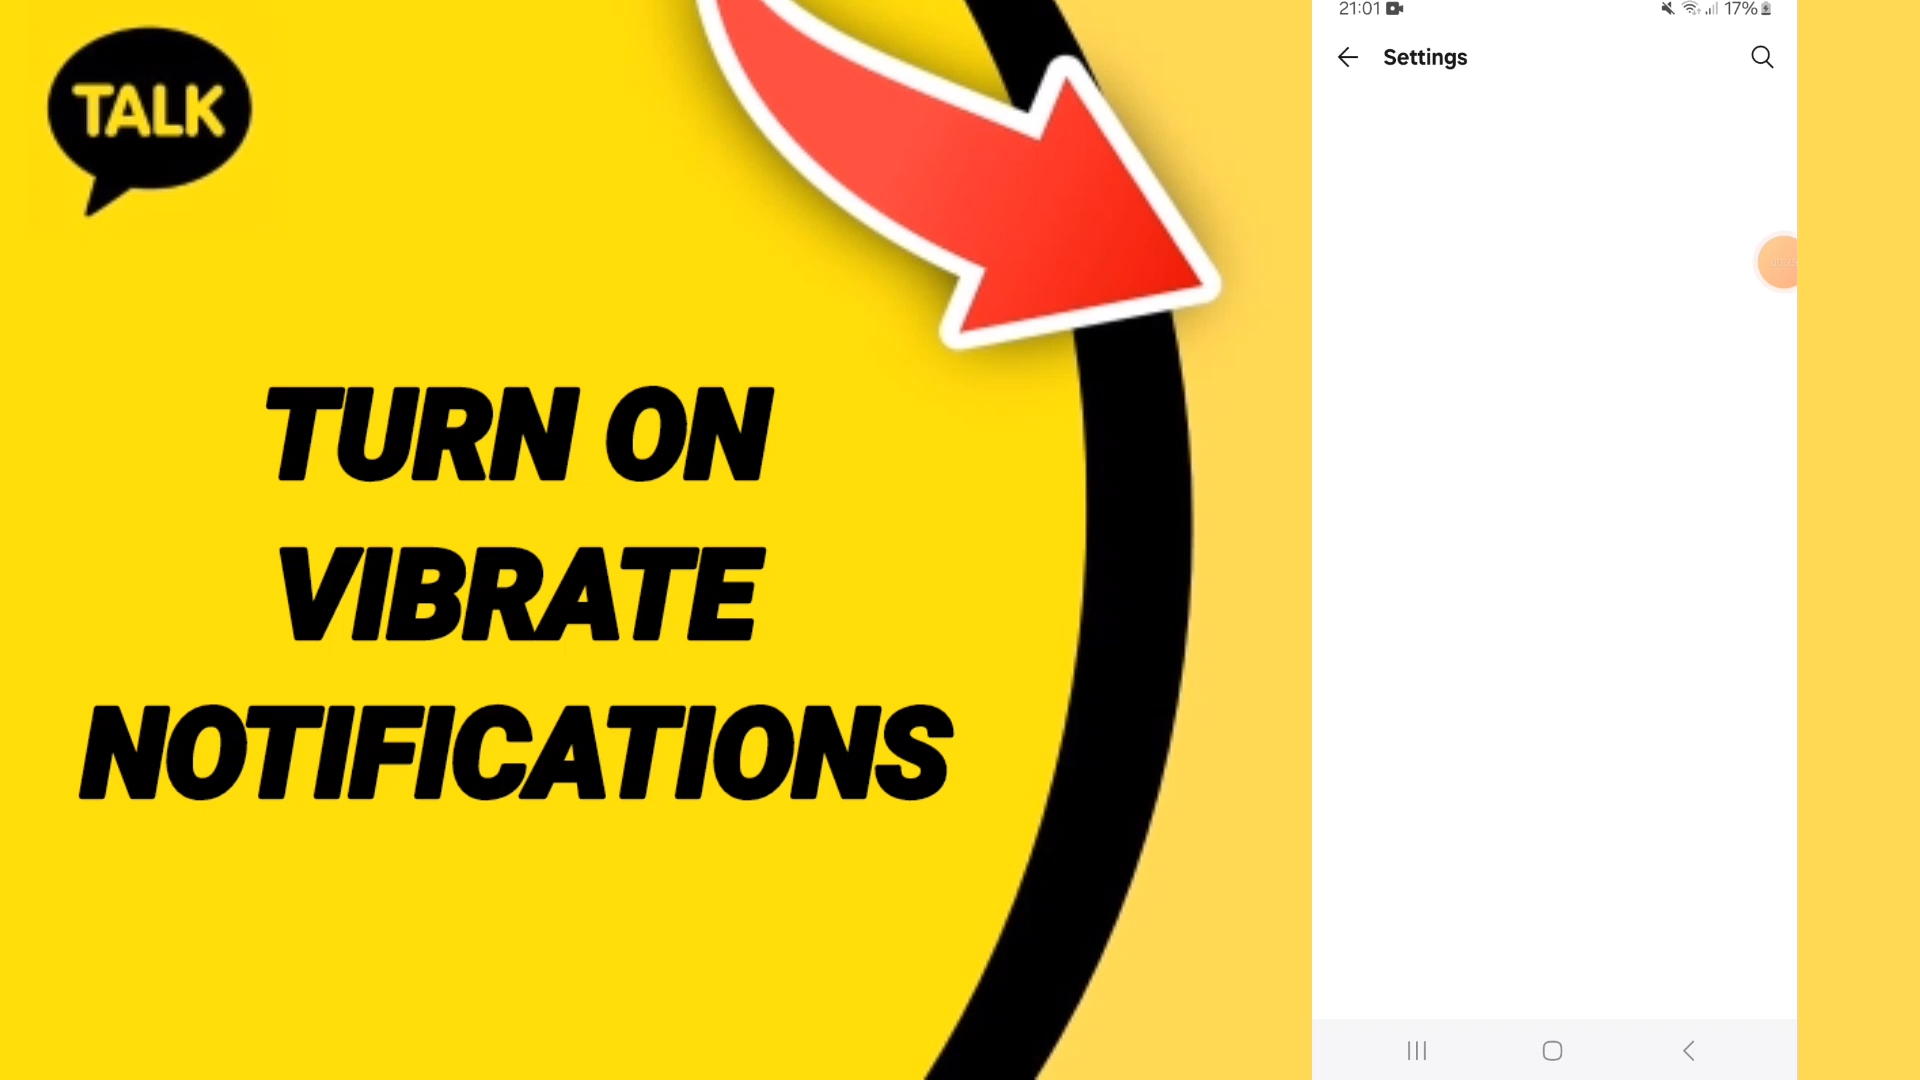 TALK
TURN ON
VIBRATE
NOTIFICATIONS
21:01
17%
Settings